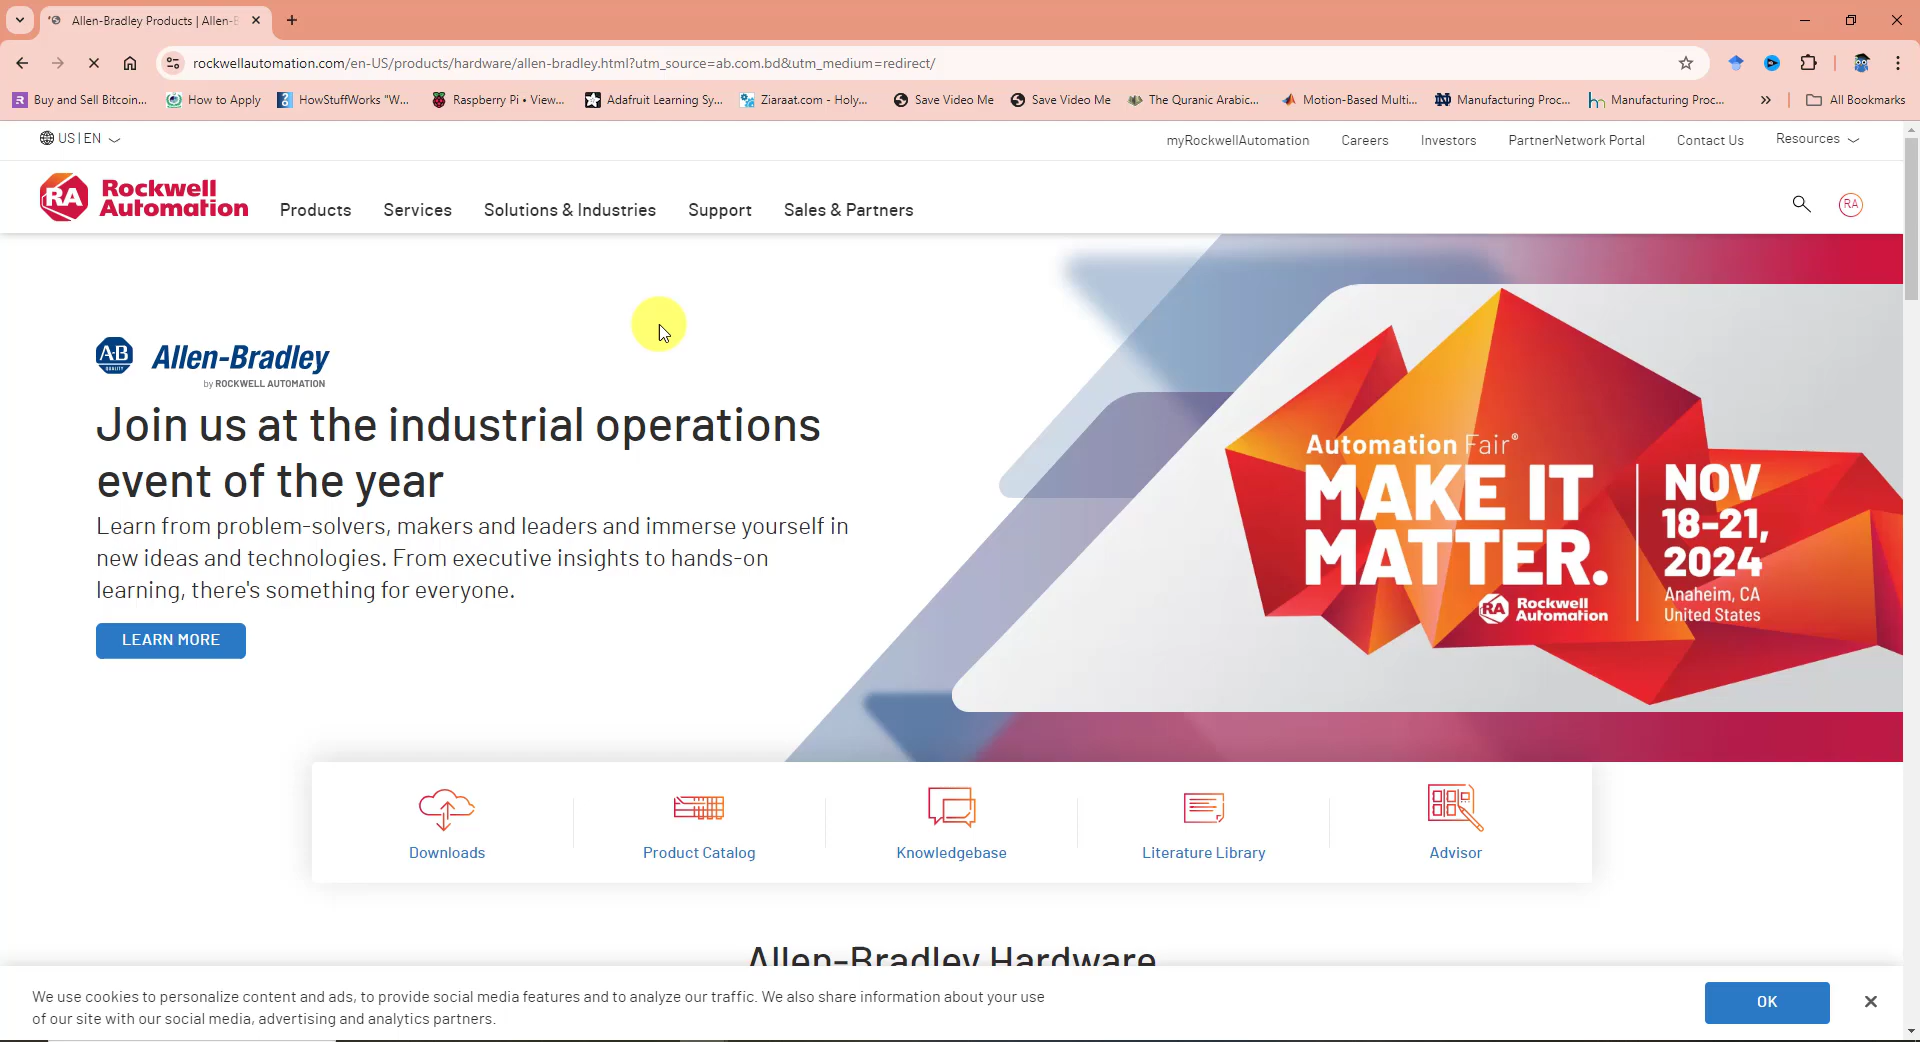 Allen-Bradley Products | Allen-B
rockwellautomation.com/en-US/products/hardware/allen-bradley.html?utm_source=ab.com.bd&utm_medium=redirect/
Buy and Sell Bitcoin...
How to Apply
HowStuffWorks "W...
Raspberry Pi • View...
Adafruit Learning Sy...
Ziaraat.com - Holy...
Save Video Me
Save Video Me
The Quranic Arabic...
Motion-Based Multi...
Manufacturing Proc...
Manufacturing Proc...
All Bookmarks
US | EN
myRockwellAutomation
Careers
Investors
PartnerNetwork Portal
Contact Us
Resources
RA Rockwell
Automation
Products
Services
Solutions & Industries
Support
Sales & Partners
RA
A-B
QUALITY
Allen-Bradley
by ROCKWELL AUTOMATION
Join us at the industrial operations
event of the year
Learn from problem-solvers, makers and leaders and immerse yourself in
new ideas and technologies. From executive insights to hands-on
learning, there's something for everyone.
LEARN MORE
Automation Fair®
MAKE IT
MATTER.
RA Rockwell
Automation
NOV
18-21,
2024
Anaheim, CA
United States
Downloads
Product Catalog
Knowledgebase
Literature Library
Advisor
Allen-Bradley Hardware
We use cookies to personalize content and ads, to provide social media features and to analyze our traffic. We also share information about your use
of our site with our social media, advertising and analytics partners.
OK